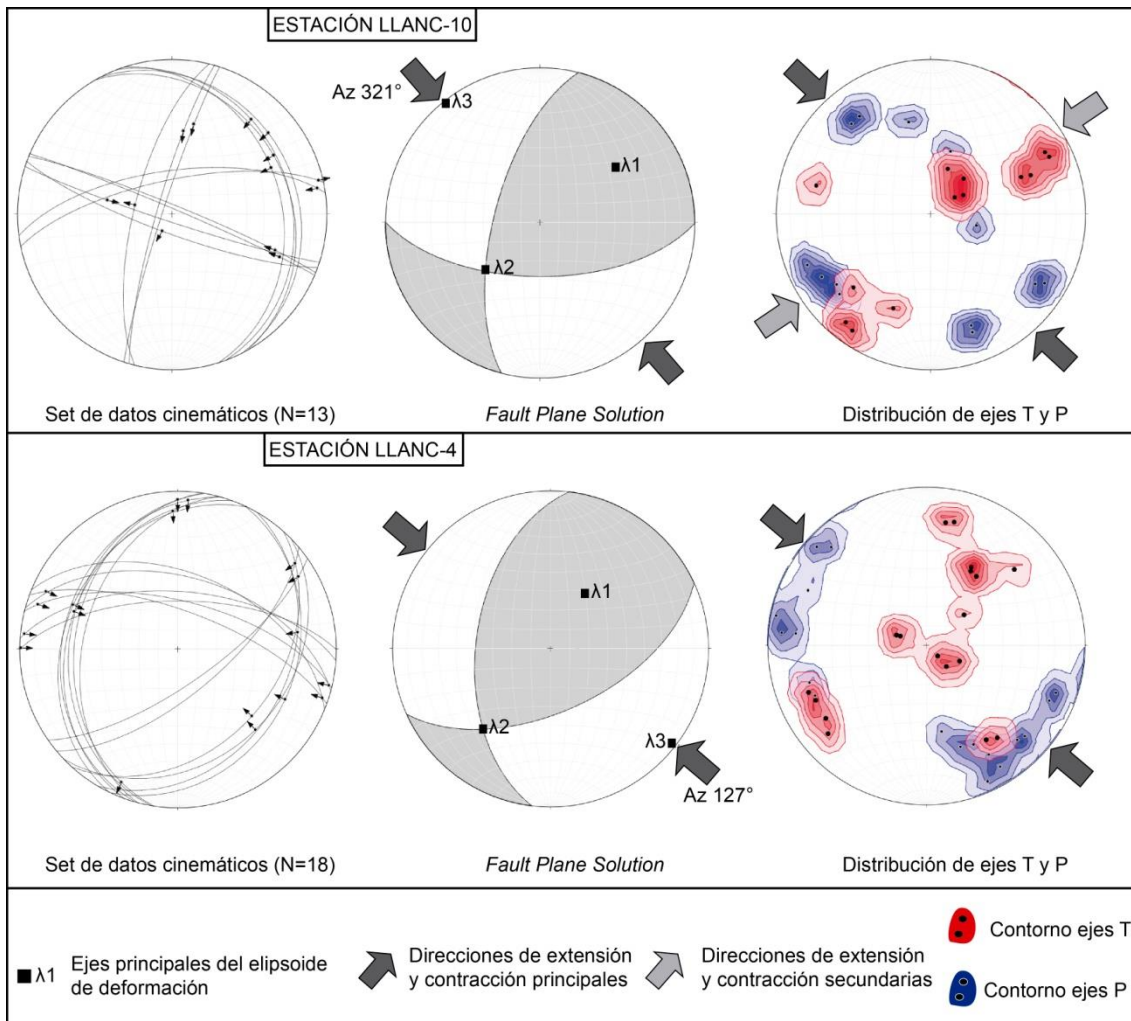 ESTACIÓN LLANC-10
Az 321°
λ3
λ1
λ2
Set de datos cinemáticos (N=13)
Fault Plane Solution
Distribución de ejes T y P
ESTACIÓN LLANC-4
λ1
λ2
λ3
Az 127°
Set de datos cinemáticos (N=18)
Fault Plane Solution
Distribución de ejes T y P
λ1
Ejes principales del elipsoide
de deformación
Direcciones de extensión
y contracción principales
Direcciones de extensión
y contracción secundarias
Contorno ejes T
Contorno ejes P